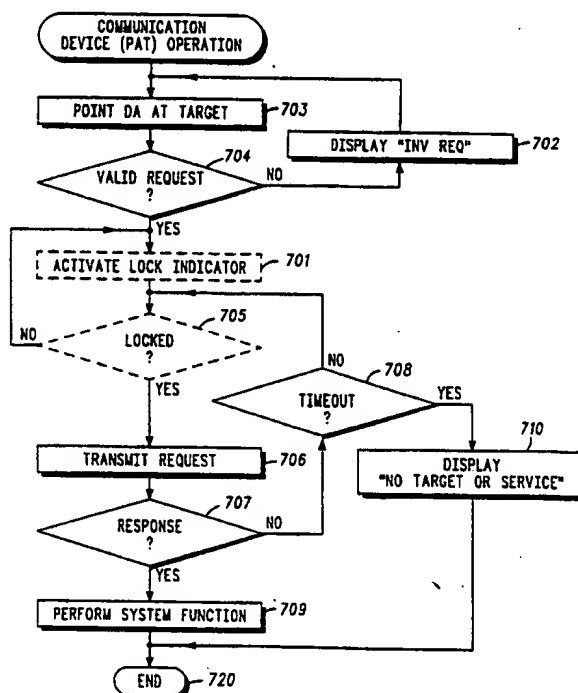 COMMUNICATION
DEVICE (PAT) OPERATION
POINT DA AT TARGET
703
DISPLAY "INV REQ"
702
704
VALID REQUEST
?
NO
YES
ACTIVATE LOCK INDICATOR
701
705
NO
LOCKED
?
NO
708
YES
TIMEOUT
?
YES
710
TRANSMIT REQUEST
706
DISPLAY
"NO TARGET OR SERVICE"
707
RESPONSE
?
NO
YES
PERFORM SYSTEM FUNCTION
709
END
720